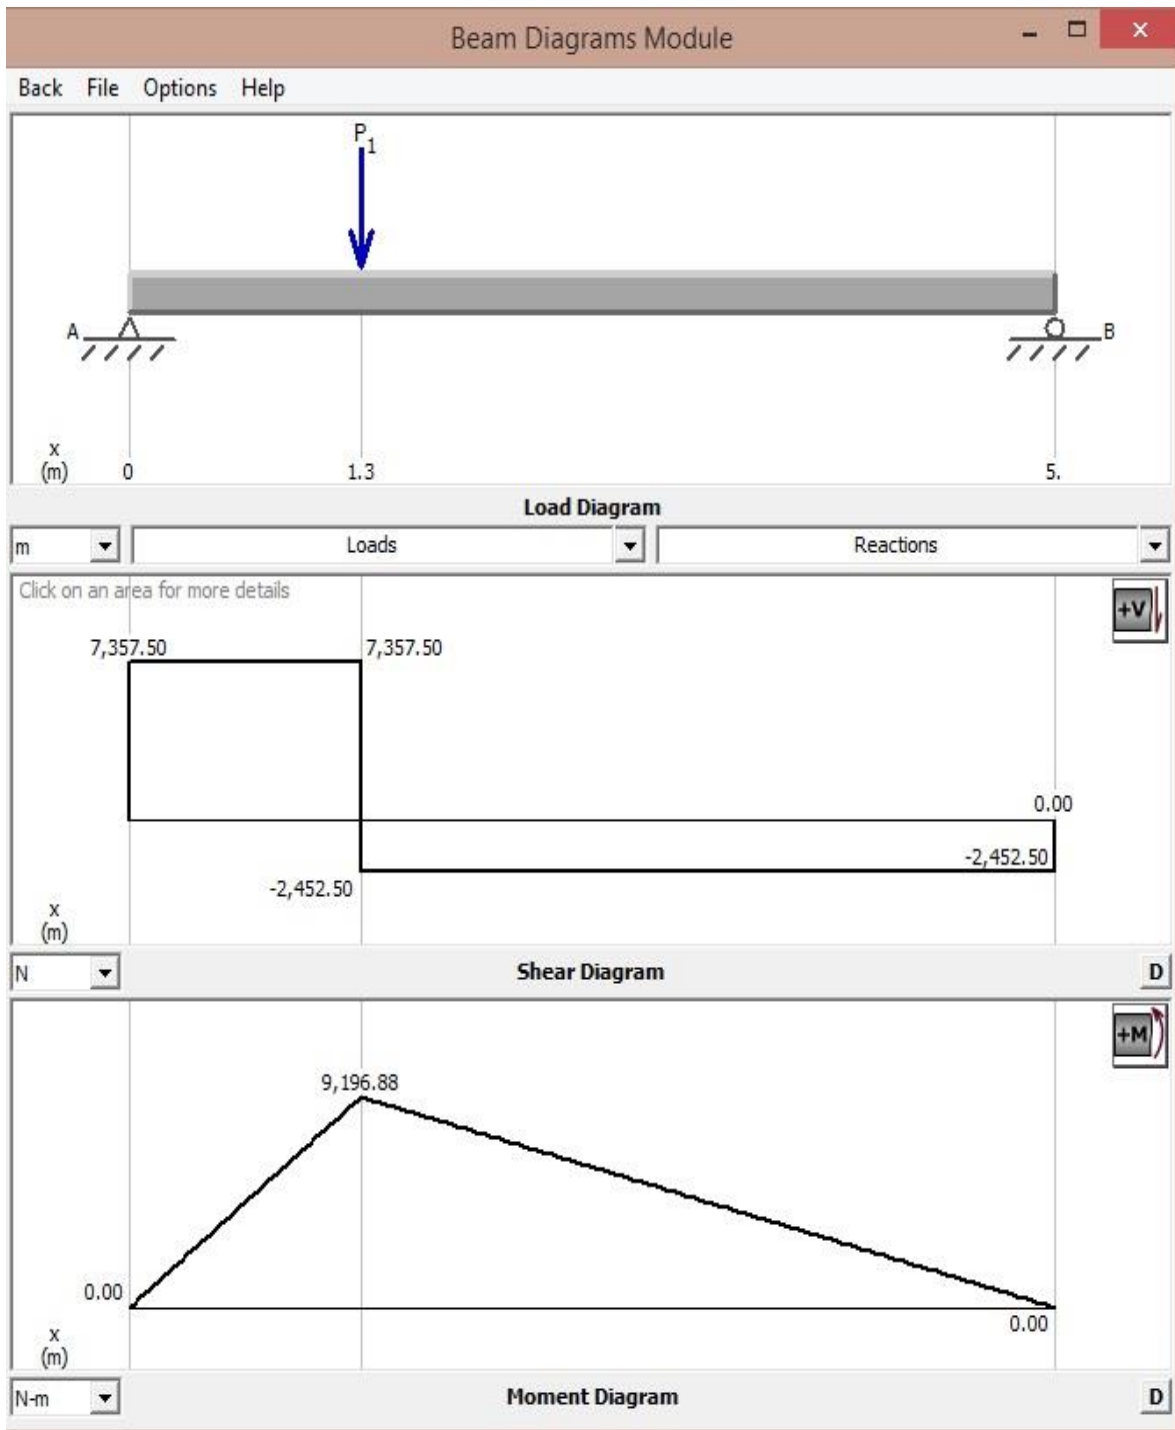 Beam Diagrams Module
Back File Options Help
P1
A
B
x
(m) 0 1.3 5.
Load Diagram
m Loads Reactions
Click on an area for more details
+V
7,357.50 7,357.50
0.00
-2,452.50
-2,452.50
x
(m)
N Shear Diagram D
+M
9,196.88
0.00
0.00
x
(m)
N-m Moment Diagram D